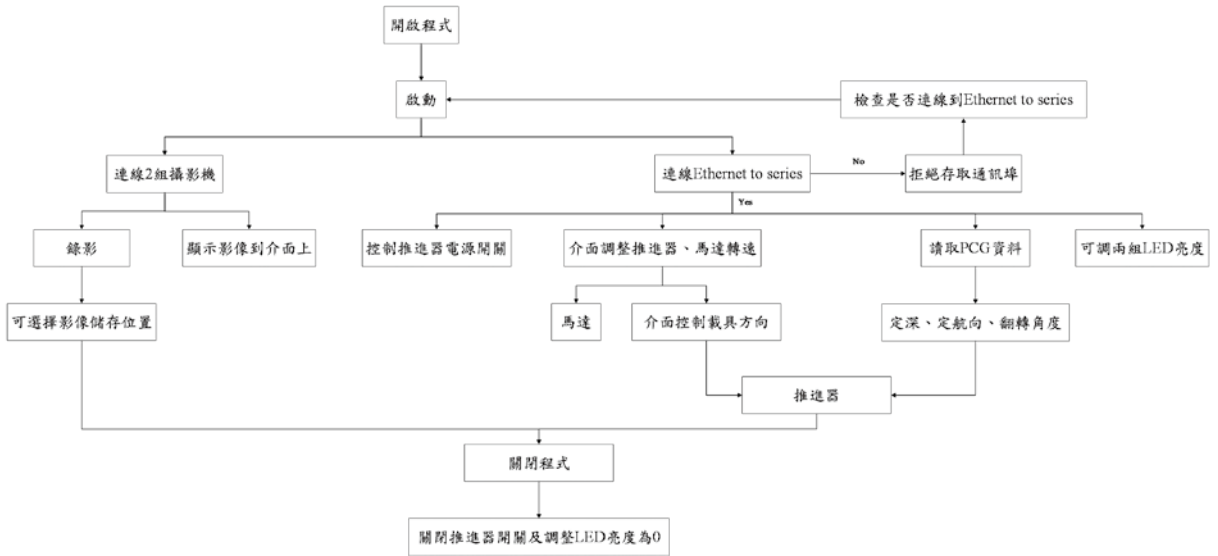 開啟程式
啟動
檢查是否連線到Ethernet to series
連線2組攝影機
連線Ethernet to series
No
拒絕存取通訊埠
Yes
錄影
顯示影像到介面上
控制推進器電源開關
介面調整推進器、馬達轉速
讀取PCG資料
可調兩組LED亮度
可選擇影像儲存位置
馬達
介面控制載具方向
定深、定航向、翻轉角度
推進器
關閉程式
關閉推進器開關及調整LED亮度為0